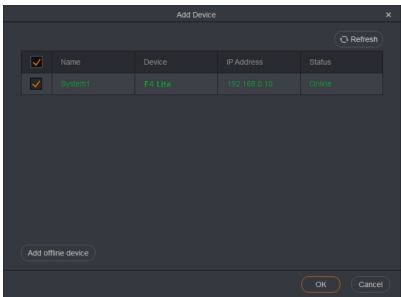 Add Device
Refresh
Name Device IP Address Status
System1 F4 Lite 192.168.0.10 Online
Add offline device
OK Cancel